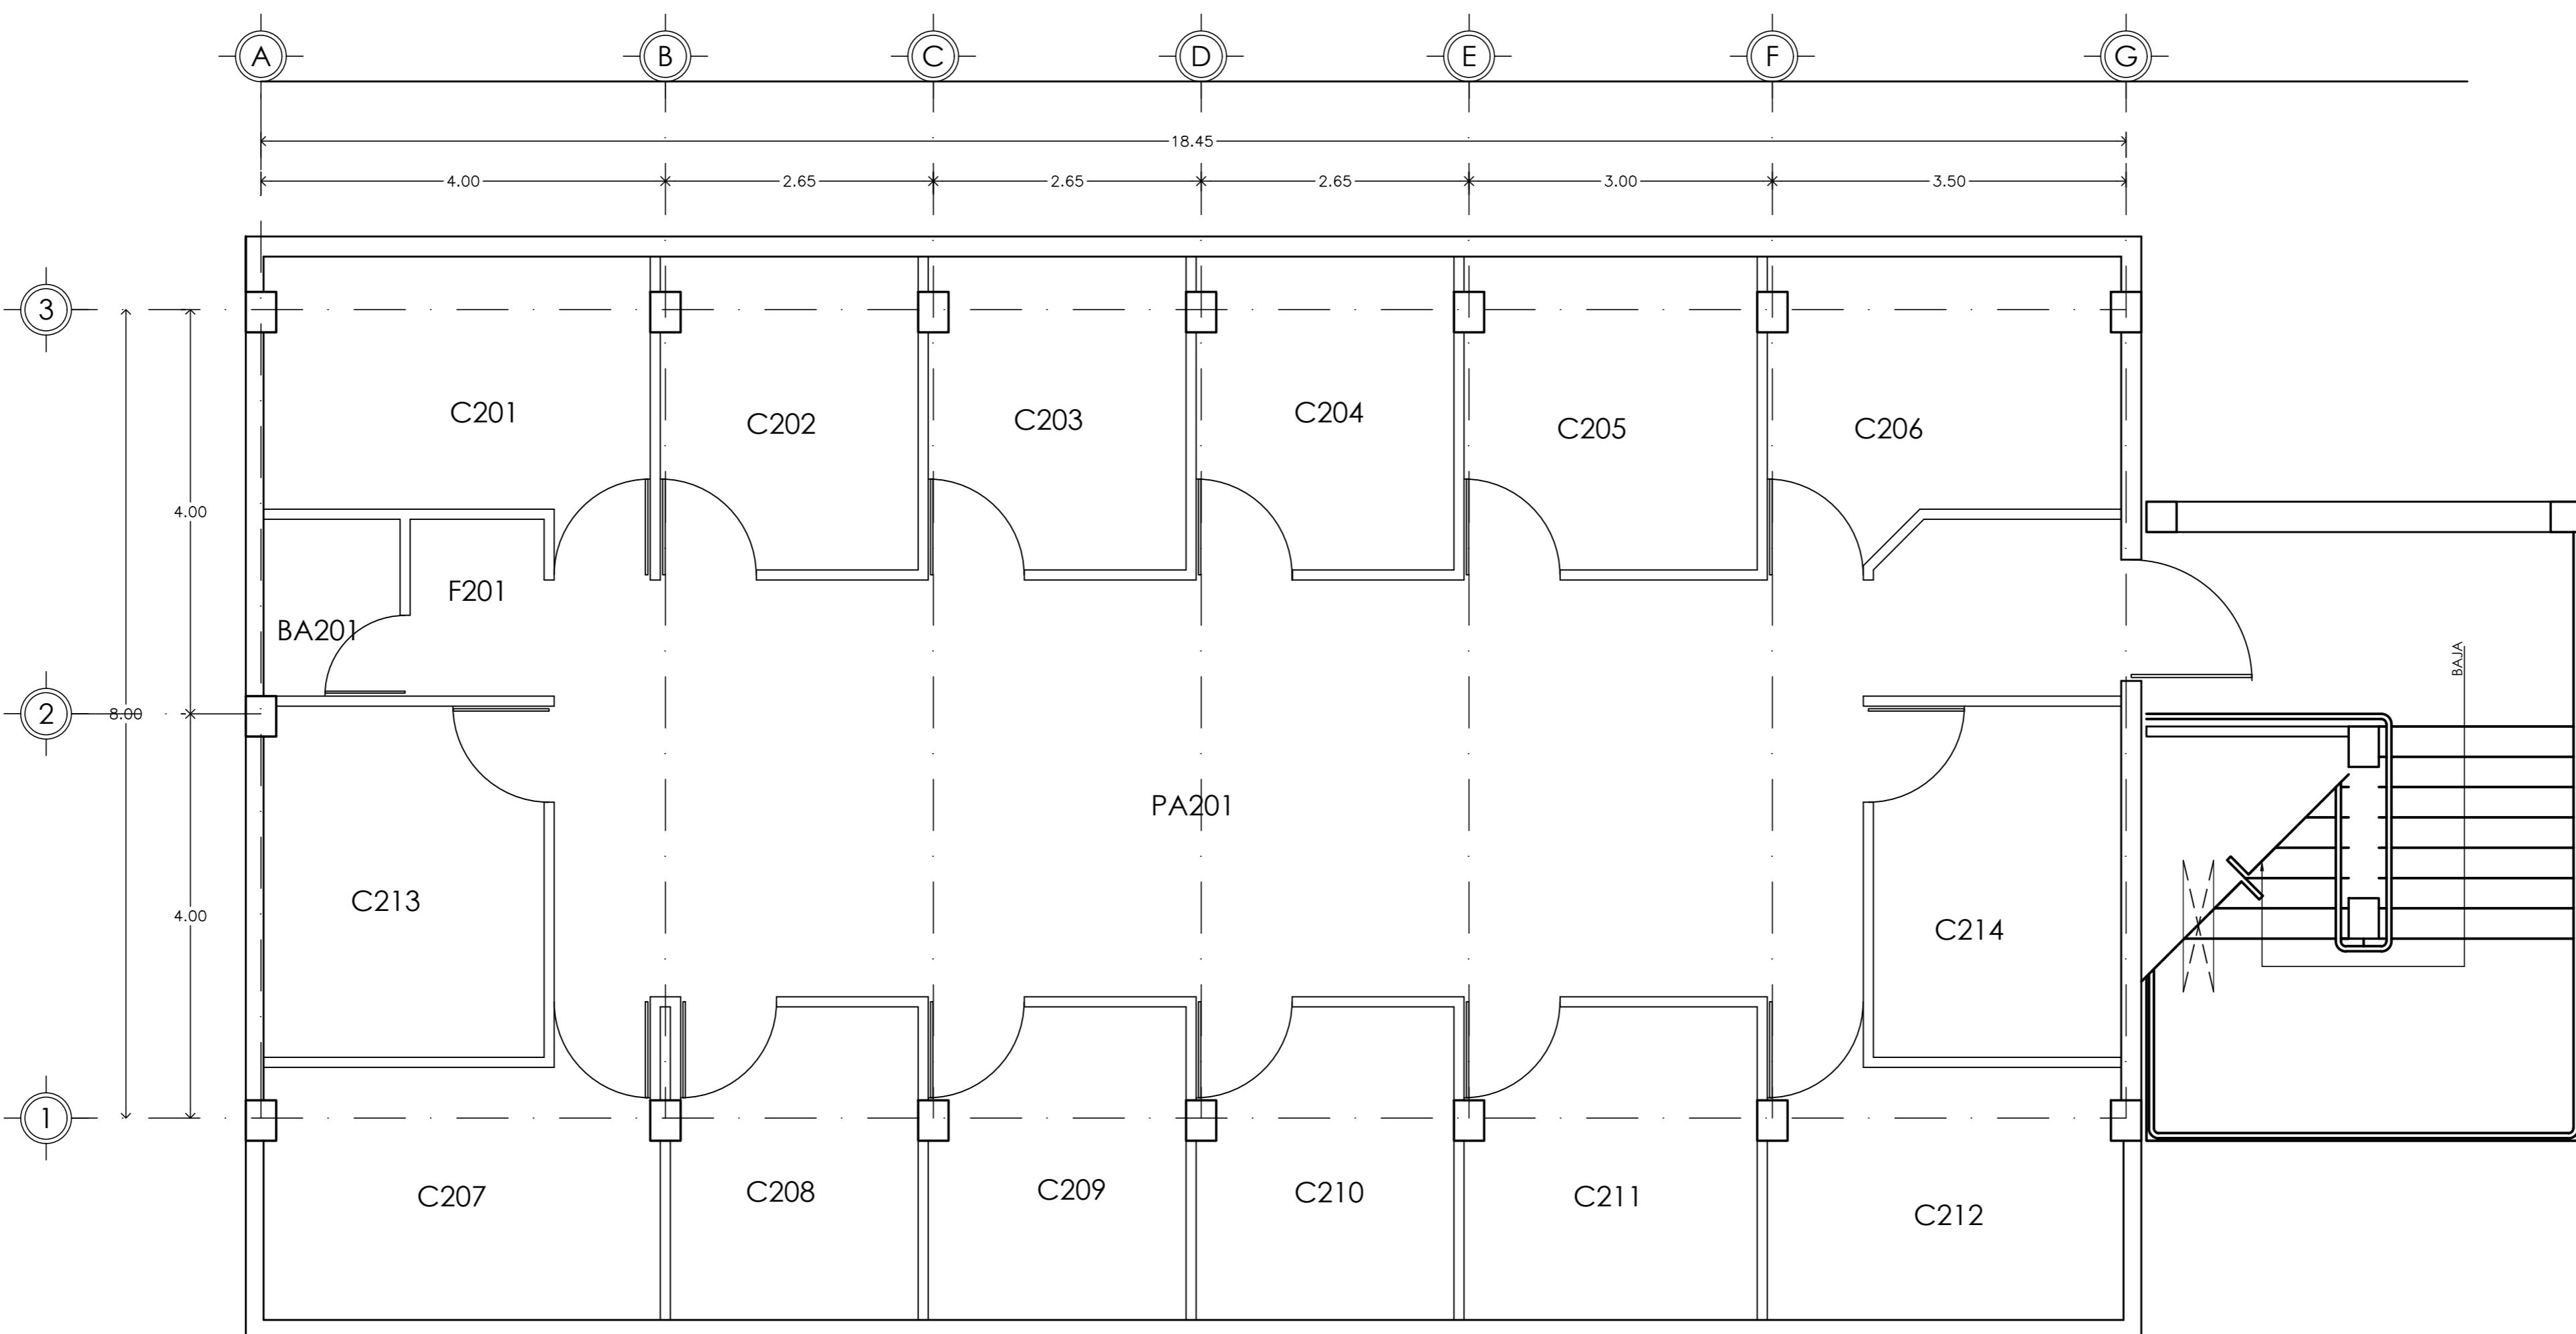 A B C D E F G
18.45
4.00 2.65 2.65 2.65 3.00 3.50
3
C201 C202 C203 C204 C205 C206
4.00
F201
BA201
BAJA
2
8.00
PA201
C213
4.00
C214
1
C207 C208 C209 C210 C211 C212